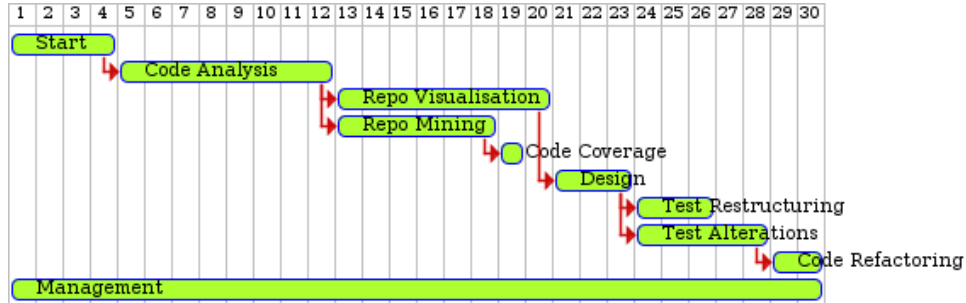 1 2 3 4 5 6 7 8 9 10 11 12 13 14 15 16 17 18 19 20 21 22 23 24 25 26 27 28 29 30
Start
Code Analysis
Repo Visualisation
Repo Mining
Code Coverage
Design
Test Restructuring
Test Alterations
Code Refactoring
Management